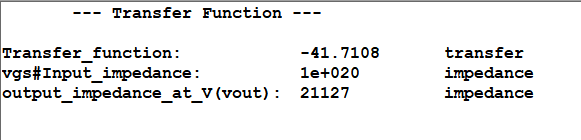 --- Transfer Function ---
Transfer_function: -41.7108 transfer
vgs#Input_impedance: 1e+020 impedance
output_impedance_at_V(vout): 21127 impedance